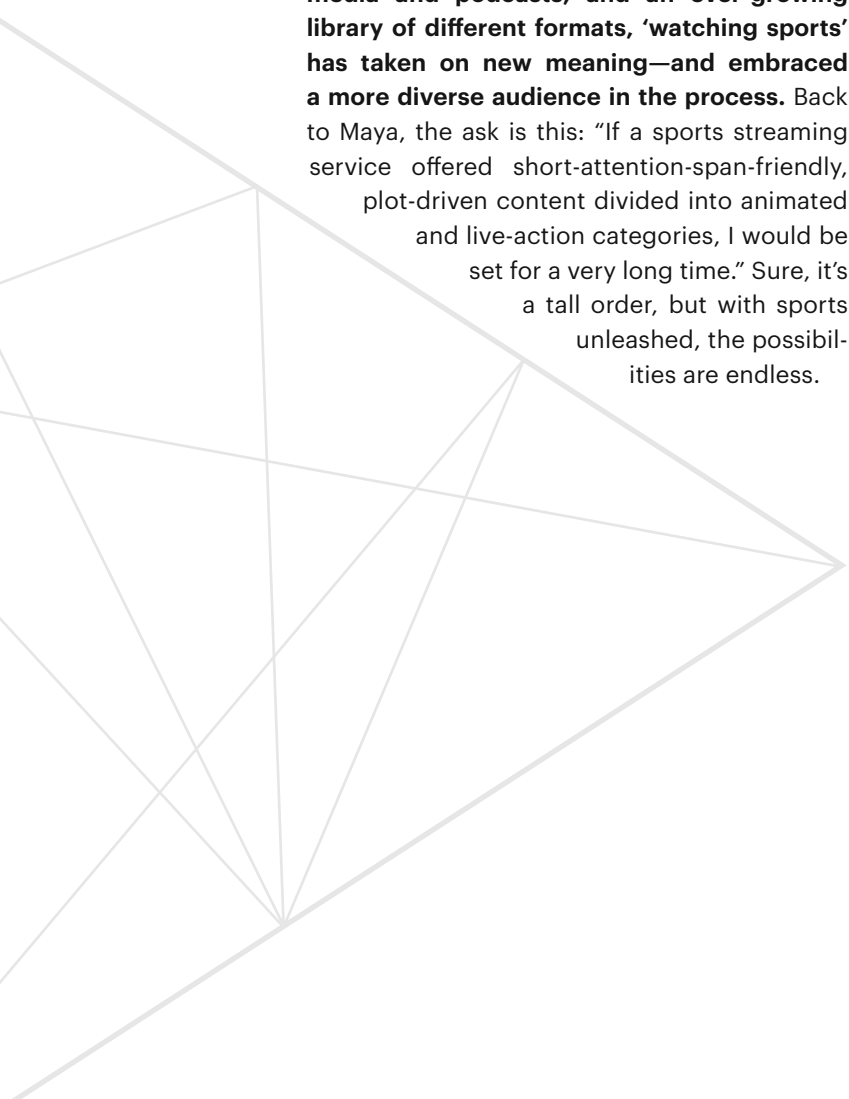 media and podcasts, and an ever-growing
library of different formats, ‘watching sports’
has taken on new meaning—and embraced
a more diverse audience in the process. Back
to Maya, the ask is this: “If a sports streaming
service offered short-attention-span-friendly,
plot-driven content divided into animated
and live-action categories, I would be
set for a very long time.” Sure, it’s
a tall order, but with sports
unleashed, the possibil-
ities are endless.